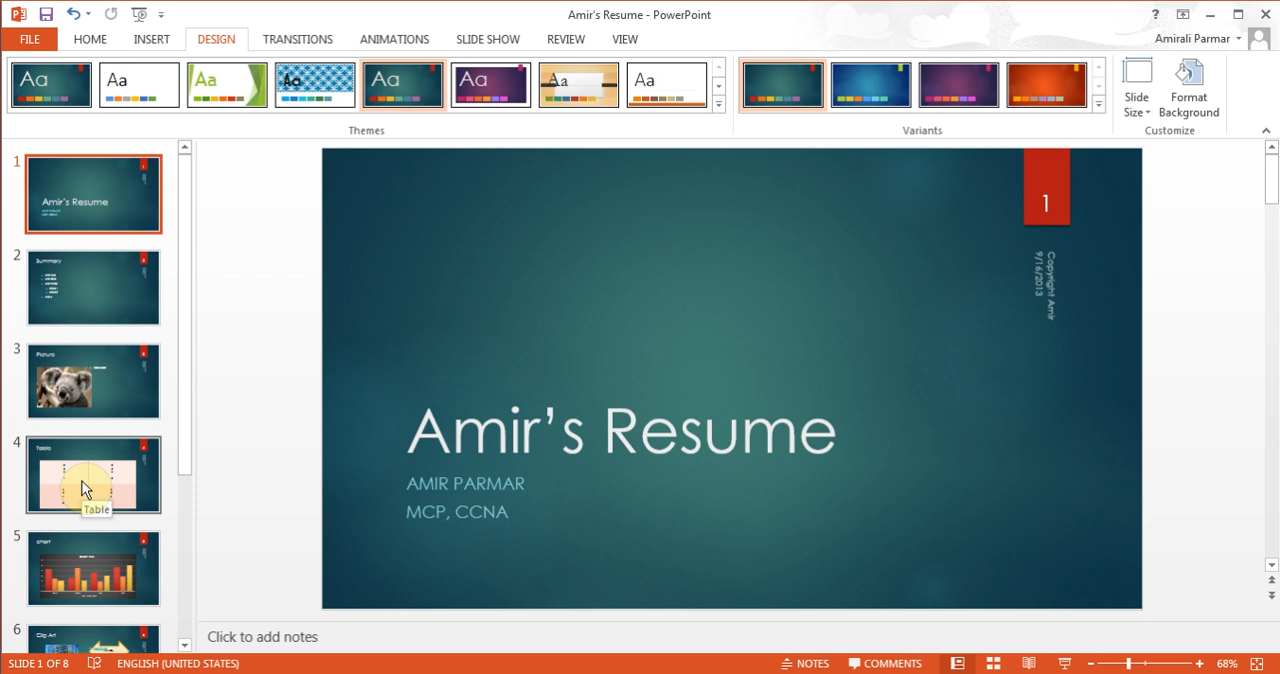 Amir's Resume - PowerPoint
?
FILE
HOME
INSERT
DESIGN
TRANSITIONS
ANIMATIONS
SLIDE SHOW
REVIEW
VIEW
Amirali Parmar
Aa
Aa
Aa
Aa
Aa
Aa
Aa
Aa
Slide
Size
Format
Background
Themes
Variants
Customize
1
Amir's Resume
2
Summary
3
Picture
4
Table
Table
5
Chart
6
Clip Art
1
Copyright Amir
9/16/2013
Amir's Resume
AMIR PARMAR
MCP, CCNA
Click to add notes
SLIDE 1 OF 8
ENGLISH (UNITED STATES)
NOTES
COMMENTS
68%